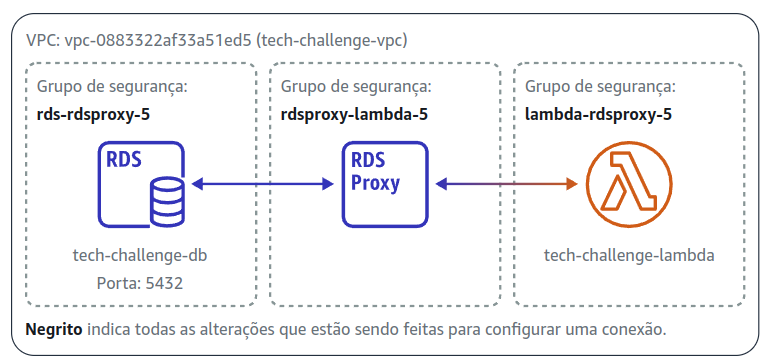 VPC: vpc-0883322af33a51ed5 (tech-challenge-vpc)
Grupo de segurança:
rds-rdsproxy-5
Grupo de segurança:
rdsproxy-lambda-5
Grupo de segurança:
lambda-rdsproxy-5
RDS
RDS
Proxy
tech-challenge-db
Porta: 5432
tech-challenge-lambda
Negrito indica todas as alterações que estão sendo feitas para configurar uma conexão.